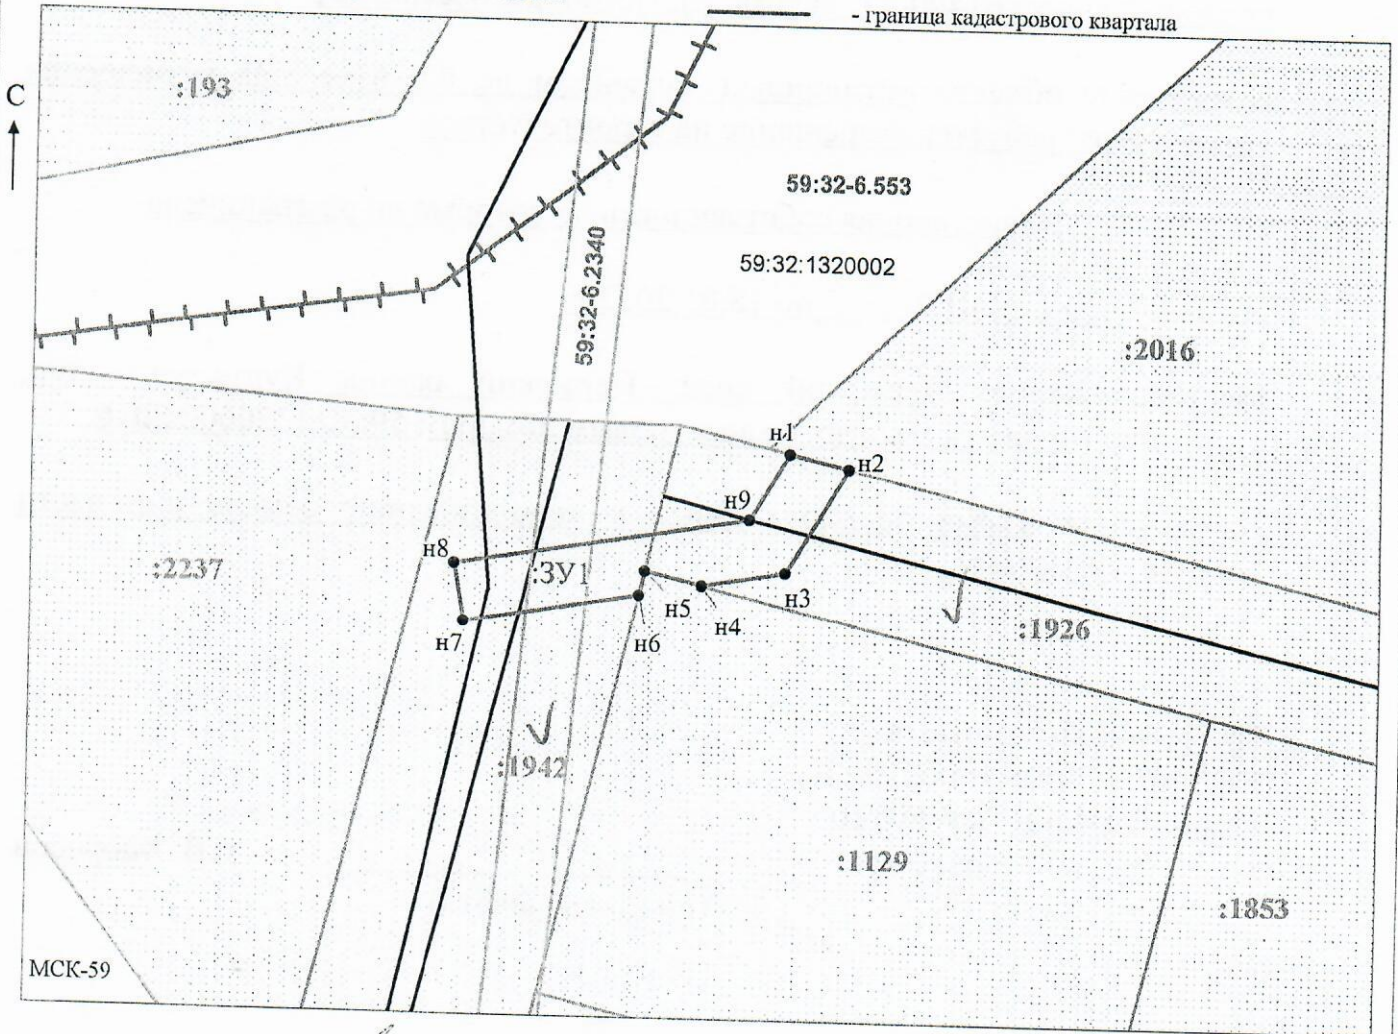 - граница кадастрового квартала
:193
С
59:32-6.553
59:32-6.2340
59:32:1320002
:2016
н1
н2
н9
н8
:2237
:ЗУ1
н5
н4
н3
н7
н6
:1926
:1942
:1129
:1853
МСК-59